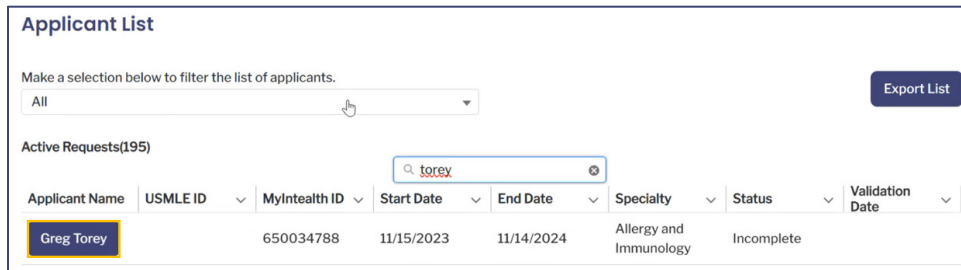 Applicant List
Make a selection below to filter the list of applicants.
All
Export List
Active Requests(195)
torey
Applicant Name USMLE ID MyIntealth ID Start Date End Date Specialty Status Validation Date
Greg Torey 650034788 11/15/2023 11/14/2024 Allergy and Immunology Incomplete